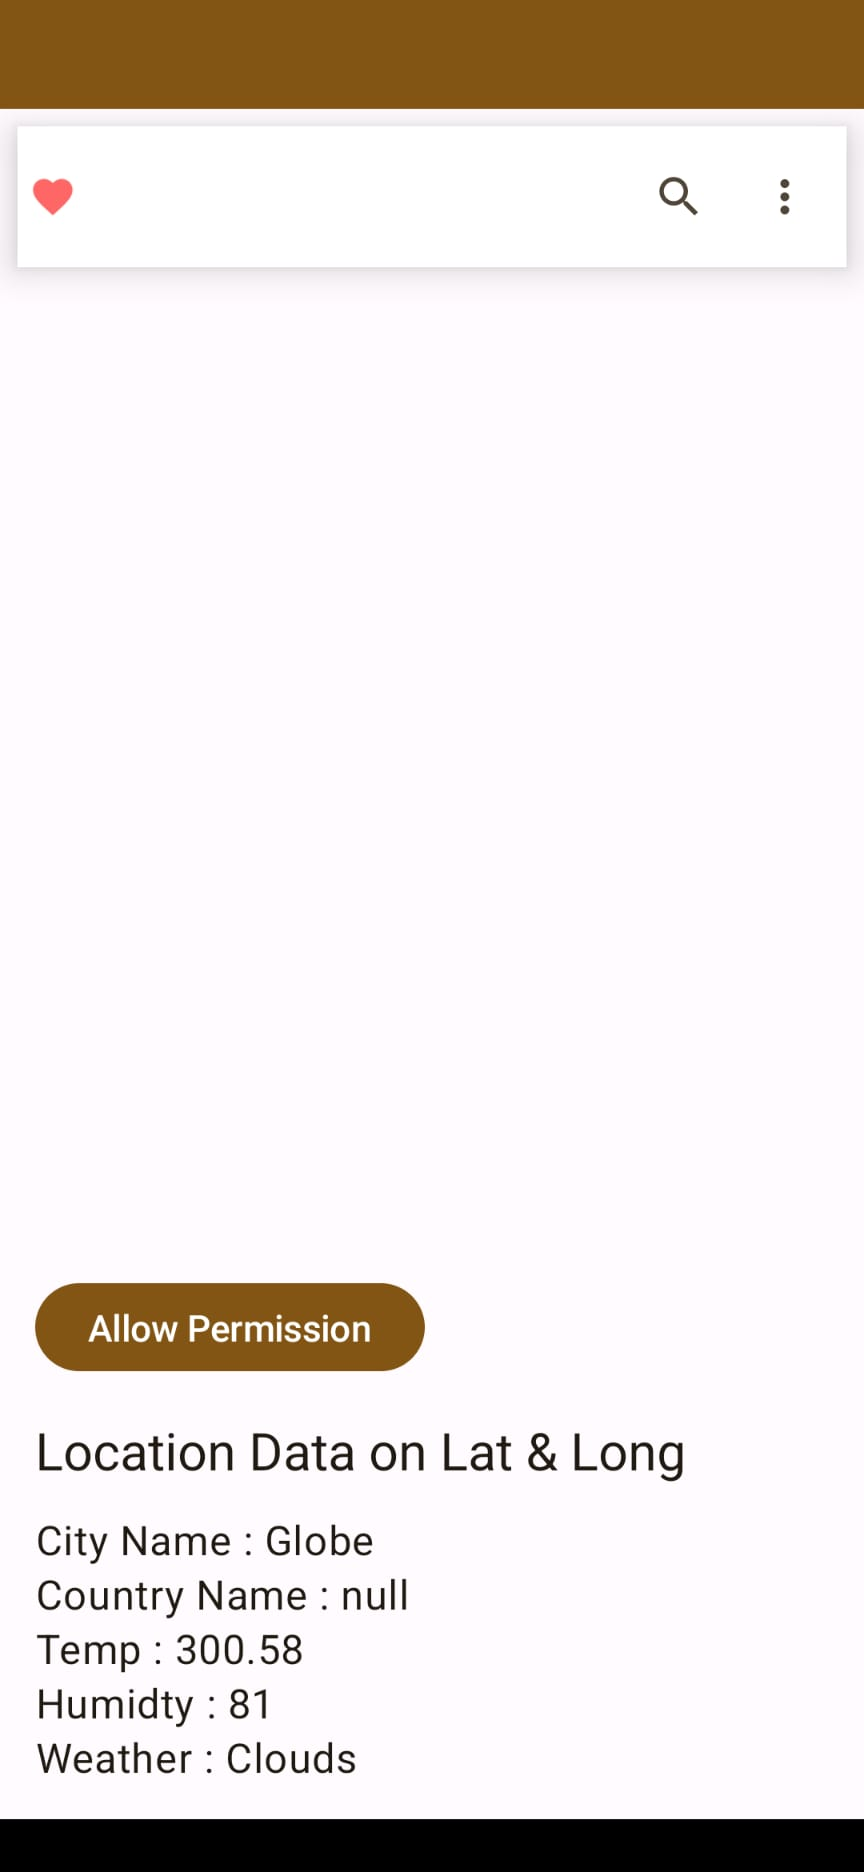 Allow Permission
Location Data on Lat & Long
City Name : Globe
Country Name : null
Temp : 300.58
Humidty : 81
Weather : Clouds